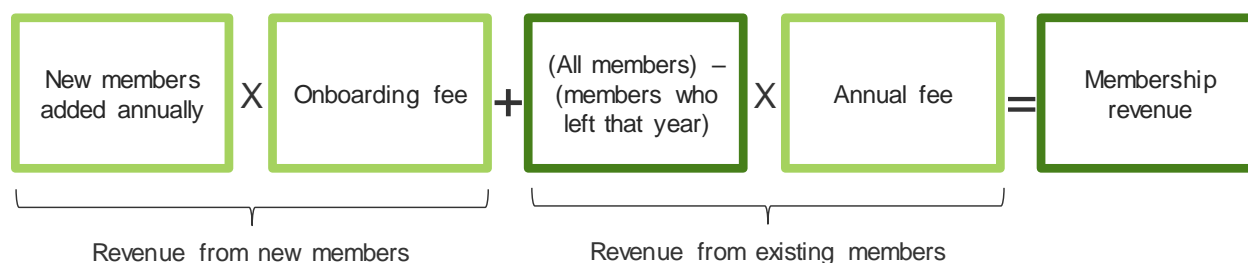 New members
added annually
X
Onboarding fee
+
(All members) –
(members who
left that year)
X
Annual fee
=
Membership
revenue
Revenue from new members
Revenue from existing members